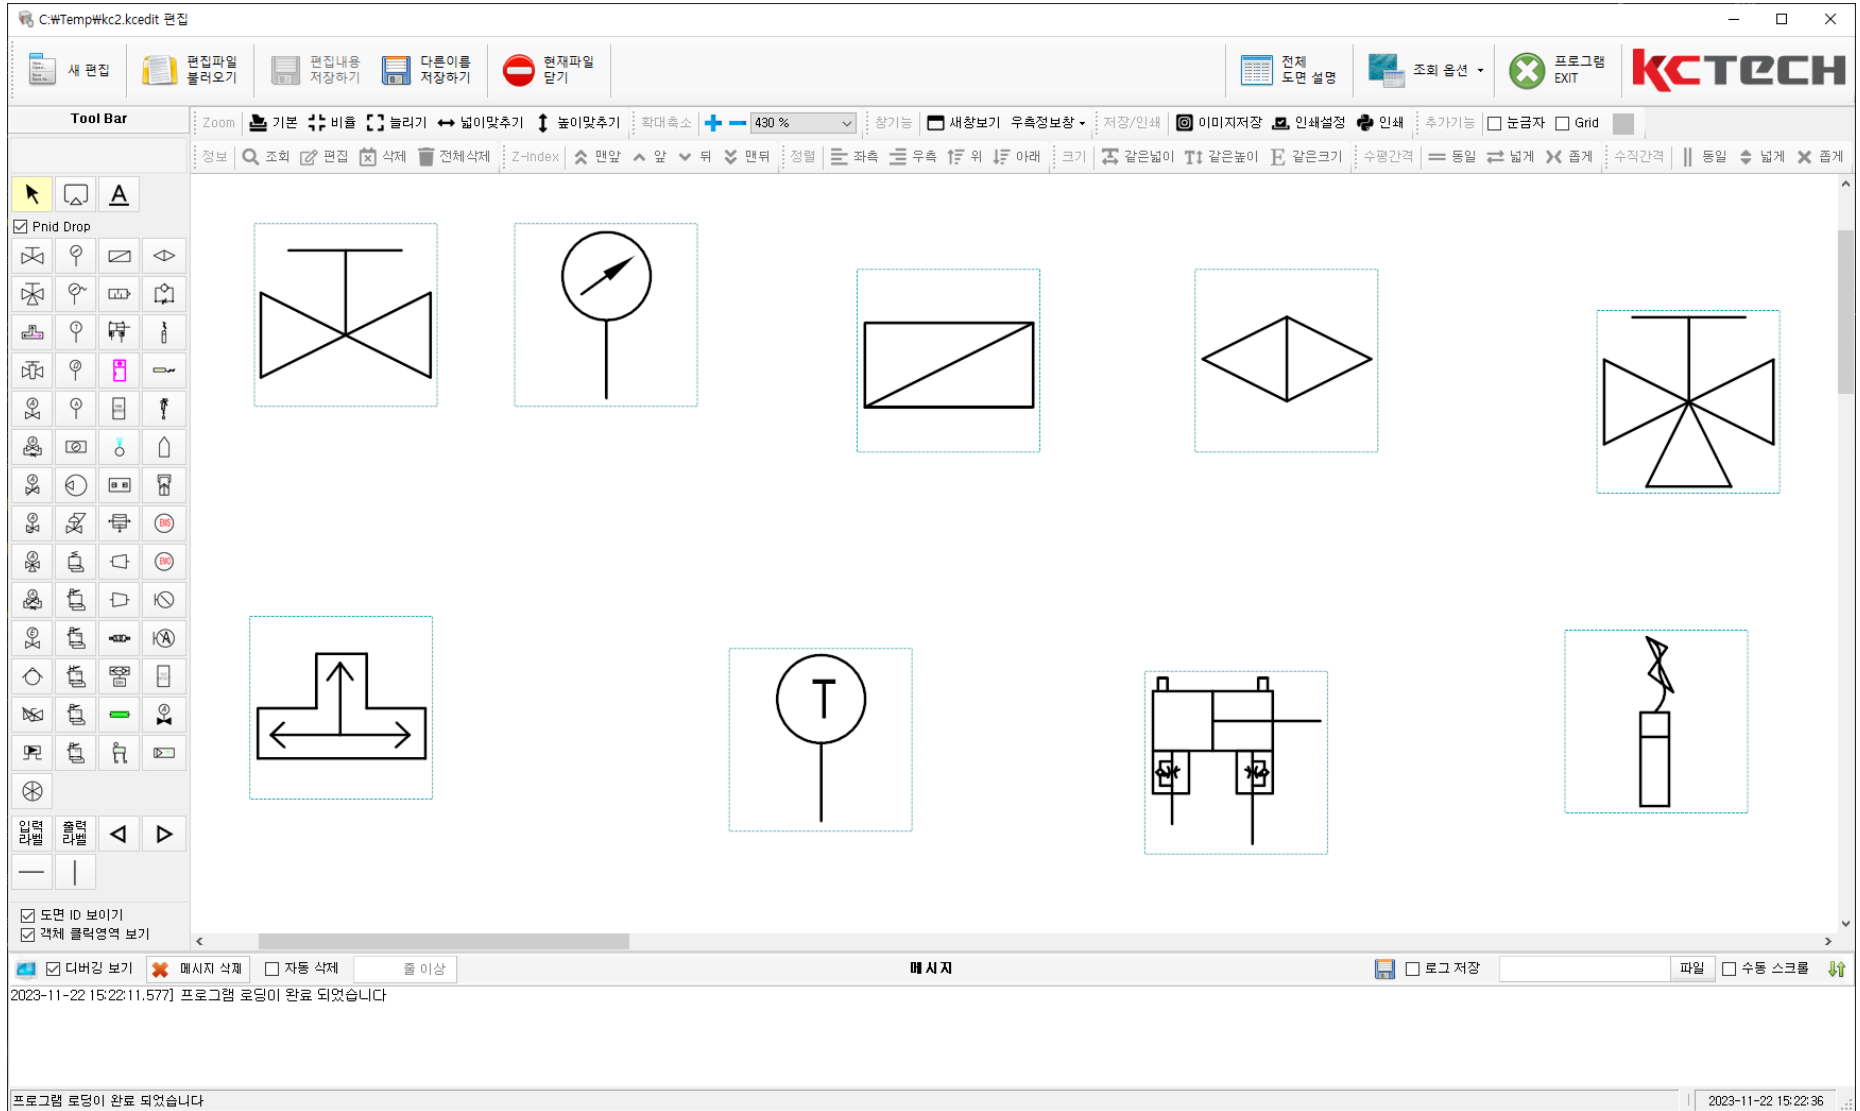 C:₩Temp₩kc2.kcedit 편집
새 편집
편집파일
불러오기
편집내용
저장하기
다른이름
저장하기
현재파일
닫기
전체
도면 설명
조회 옵션
프로그램
EXIT
KCTECH
Tool Bar
Zoom 기본 비율 늘리기 넓이맞추기 높이맞추기 확대축소 430 % 창기능 새창보기 우측정보창 저장/인쇄 이미지저장 인쇄설정 인쇄 추가기능 눈금자 Grid
정보 조회 편집 삭제 전체삭제 Z-Index 맨앞 앞 뒤 맨뒤 정렬 좌측 우측 위 아래 크기 같은넓이 같은높이 같은크기 수평간격 동일 넓게 좁게 수직간격 동일 넓게 좁게
A
Pnid Drop
EMS
EMO
T
입력
라벨
출력
라벨
도면 ID 보이기
객체 클릭영역 보기
디버깅 보기 메시지 삭제 자동 삭제 줄 이상 메시지 로그 저장 파일 수동 스크롤
2023-11-22 15:22:11.577] 프로그램 로딩이 완료 되었습니다
프로그램 로딩이 완료 되었습니다
2023-11-22 15:22:36